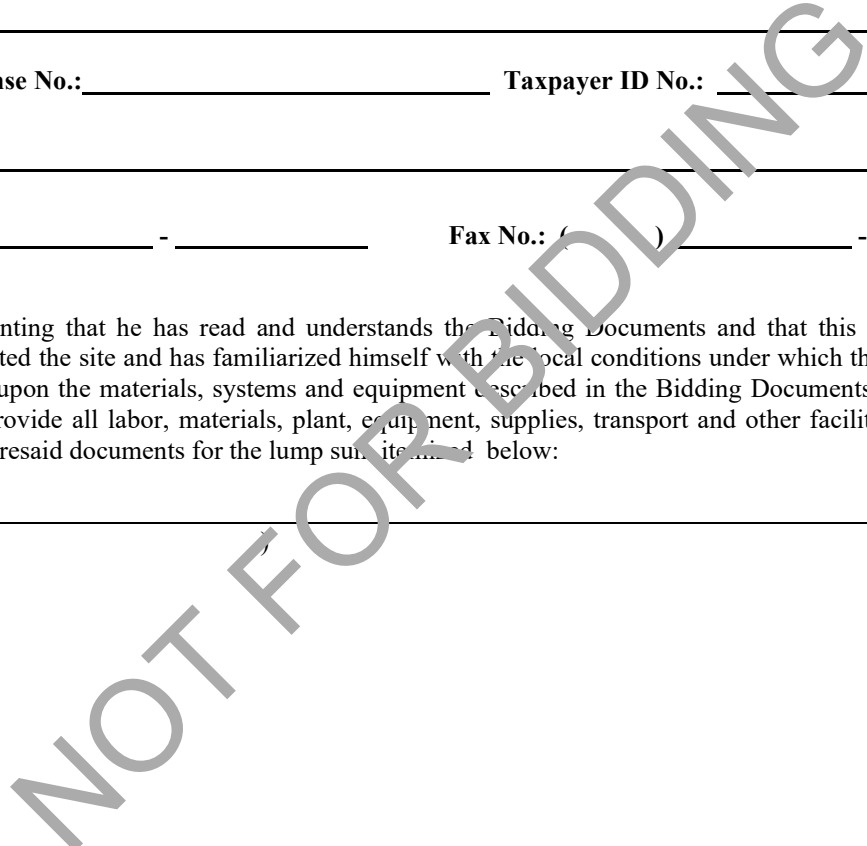 nse No.: Taxpayer ID No.:
- Fax No.: ( ) -
nting that he has read and understands the Bidding Documents and that this
ted the site and has familiarized himself with the local conditions under which th
upon the materials, systems and equipment described in the Bidding Documents
rovide all labor, materials, plant, equipment, supplies, transport and other facilit
resaid documents for the lump sum itemized below:
)
NOT FOR BIDDING